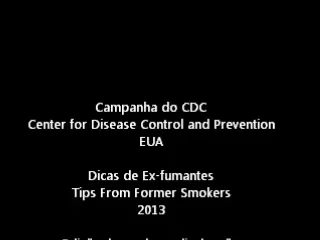 Campanha do CDC
Center for Disease Control and Prevention
EUA
Dicas de Ex-fumantes
Tips From Former Smokers
2013